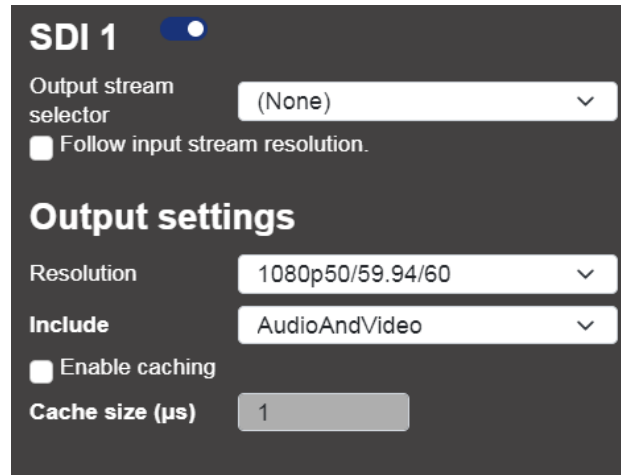 SDI 1
Output stream
selector
(None)
Follow input stream resolution.
Output settings
Resolution
1080p50/59.94/60
Include
AudioAndVideo
Enable caching
Cache size (μs)
1